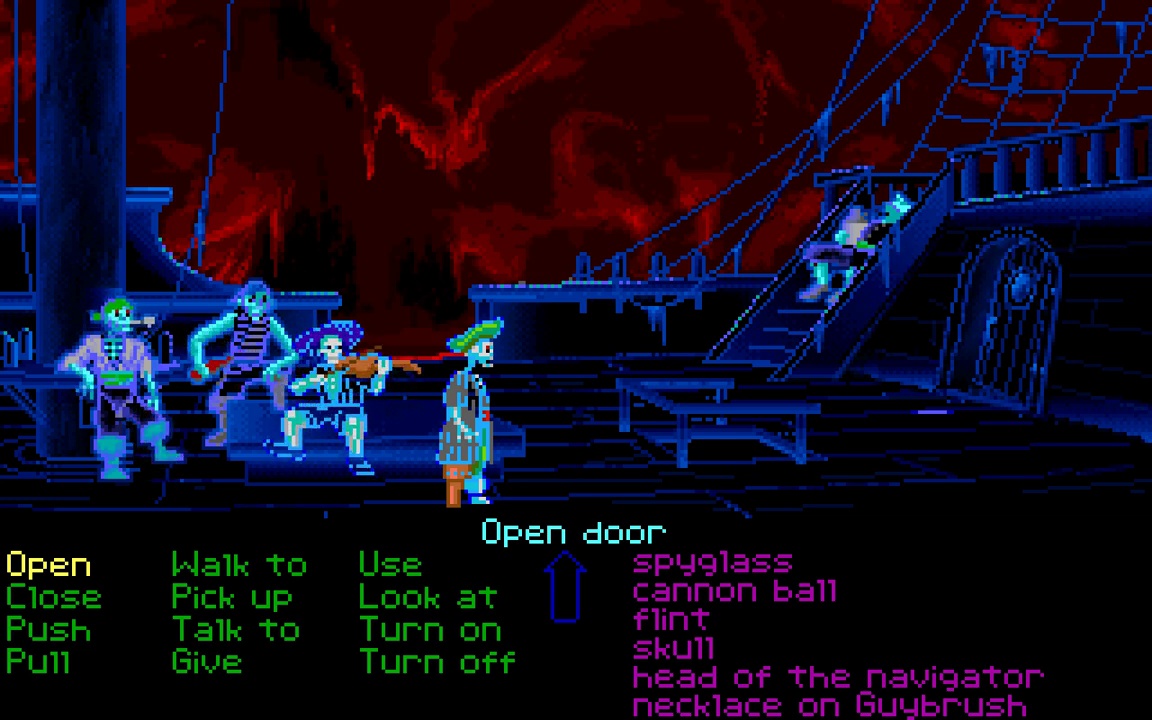 Open door
Open Walk to Use
Close Pick up Look at
Push Talk to Turn on
Pull Give Turn off
spyglass
cannon ball
flint
skull
head of the navigator
necklace on Guybrush